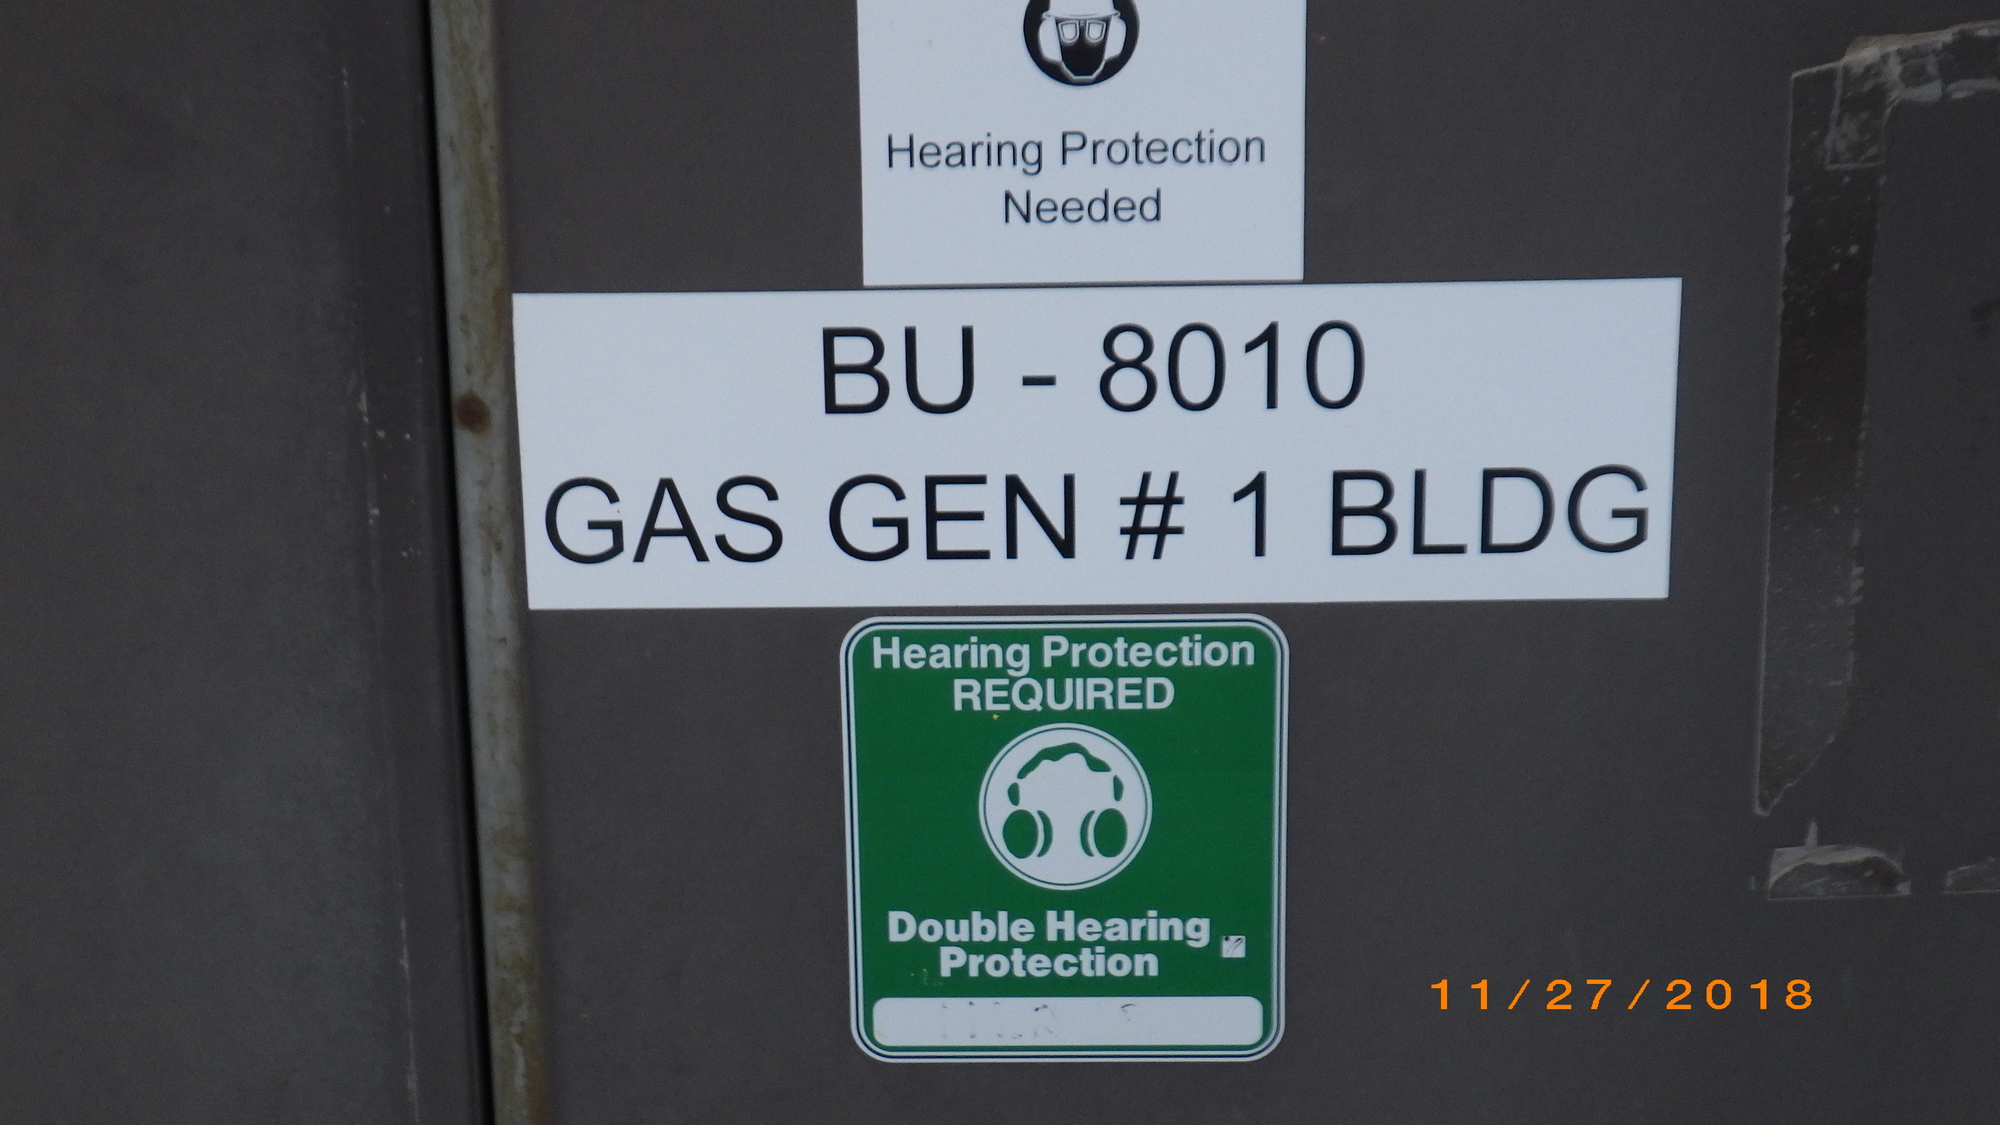 Hearing Protection
Needed
BU - 8010
GAS GEN # 1 BLDG
Hearing Protection
REQUIRED
Double Hearing
Protection
11/27/2018